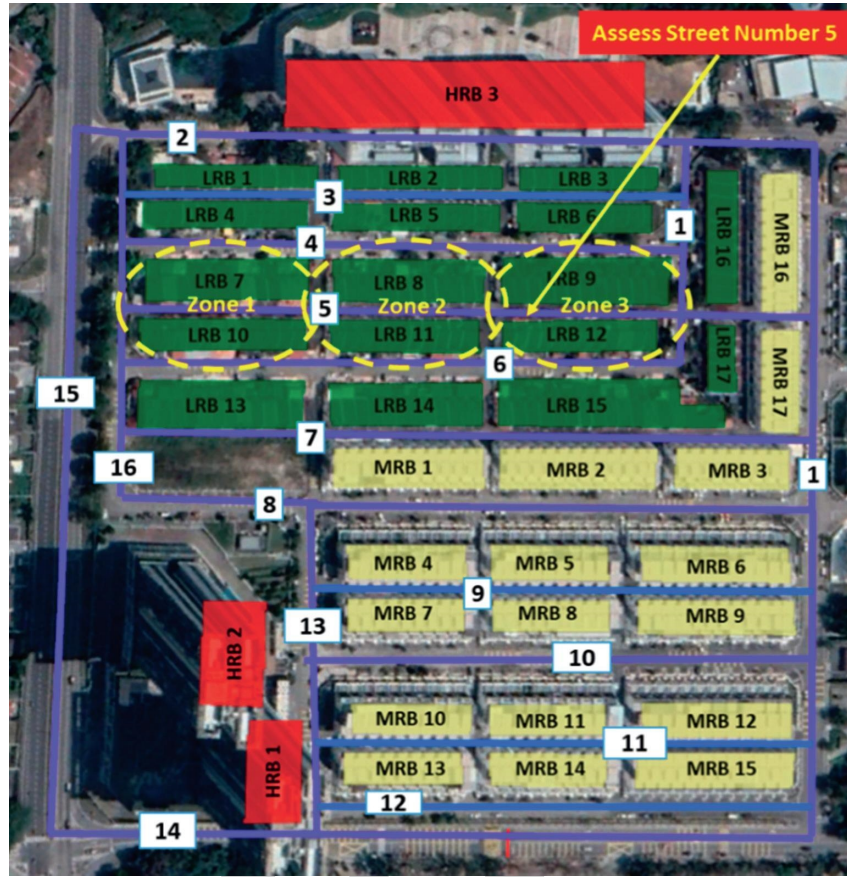 Assess Street Number 5
HRB 3
2
LRB 1
LRB 2
LRB 3
3
LRB 4
LRB 5
LRB 6
1
LRB 16
MRB 16
4
LRB 7
LRB 8
LRB 9
Zone 1
5
Zone 2
Zone 3
LRB 10
LRB 11
LRB 12
6
LRB 17
MRB 17
15
LRB 13
LRB 14
LRB 15
7
16
MRB 1
MRB 2
MRB 3
1
8
MRB 4
MRB 5
MRB 6
9
MRB 7
MRB 8
MRB 9
13
HRB 2
10
MRB 10
MRB 11
MRB 12
11
HRB 1
MRB 13
MRB 14
MRB 15
12
14